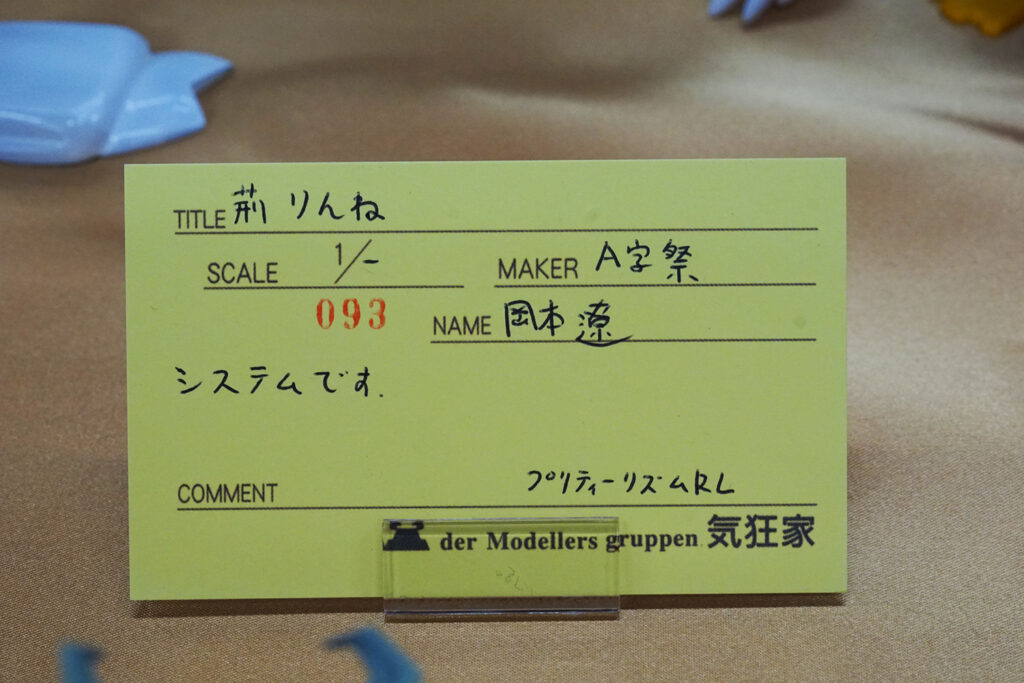 TITLE 荊 りんね
SCALE 1/-
MAKER A字祭
093
NAME 岡本 遼
システムです.
COMMENT プリティーリズムRL
der Modellers gruppen 気狂家